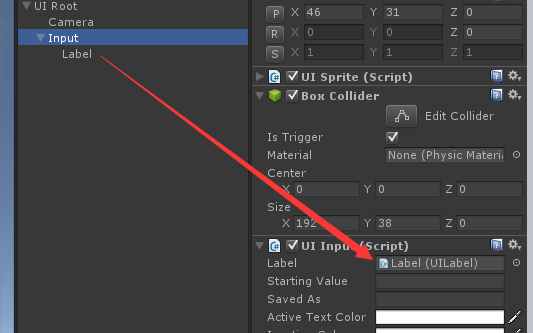 UI Root
Camera
Input
Label
P X 46 Y 31 Z 0
R X 0 Y 0 Z 0
S X 1 Y 1 Z 1
UI Sprite (Script)
Box Collider
Edit Collider
Is Trigger
Material None (Physic Materia
Center
X 0 Y 0 Z 0
Size
X 192 Y 38 Z 0
UI Input (Script)
Label Label (UILabel)
Starting Value
Saved As
Active Text Color